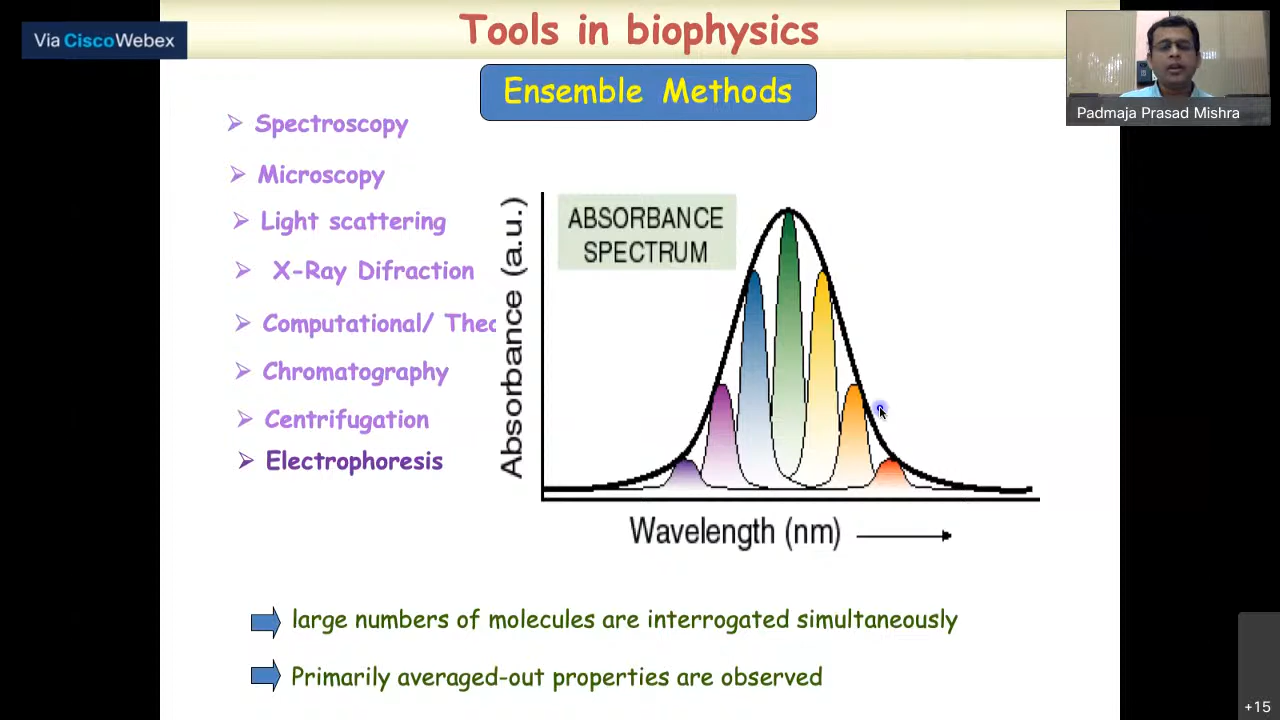 Tools in biophysics
Via Cisco Webex
Ensemble Methods
Padmaja Prasad Mishra
Spectroscopy
Microscopy
Light scattering
X-Ray Difraction
Computational/ Theo
Chromatography
Centrifugation
Electrophoresis
ABSORBANCE
SPECTRUM
Absorbance (a.u.)
Wavelength (nm)
large numbers of molecules are interrogated simultaneously
Primarily averaged-out properties are observed
+15